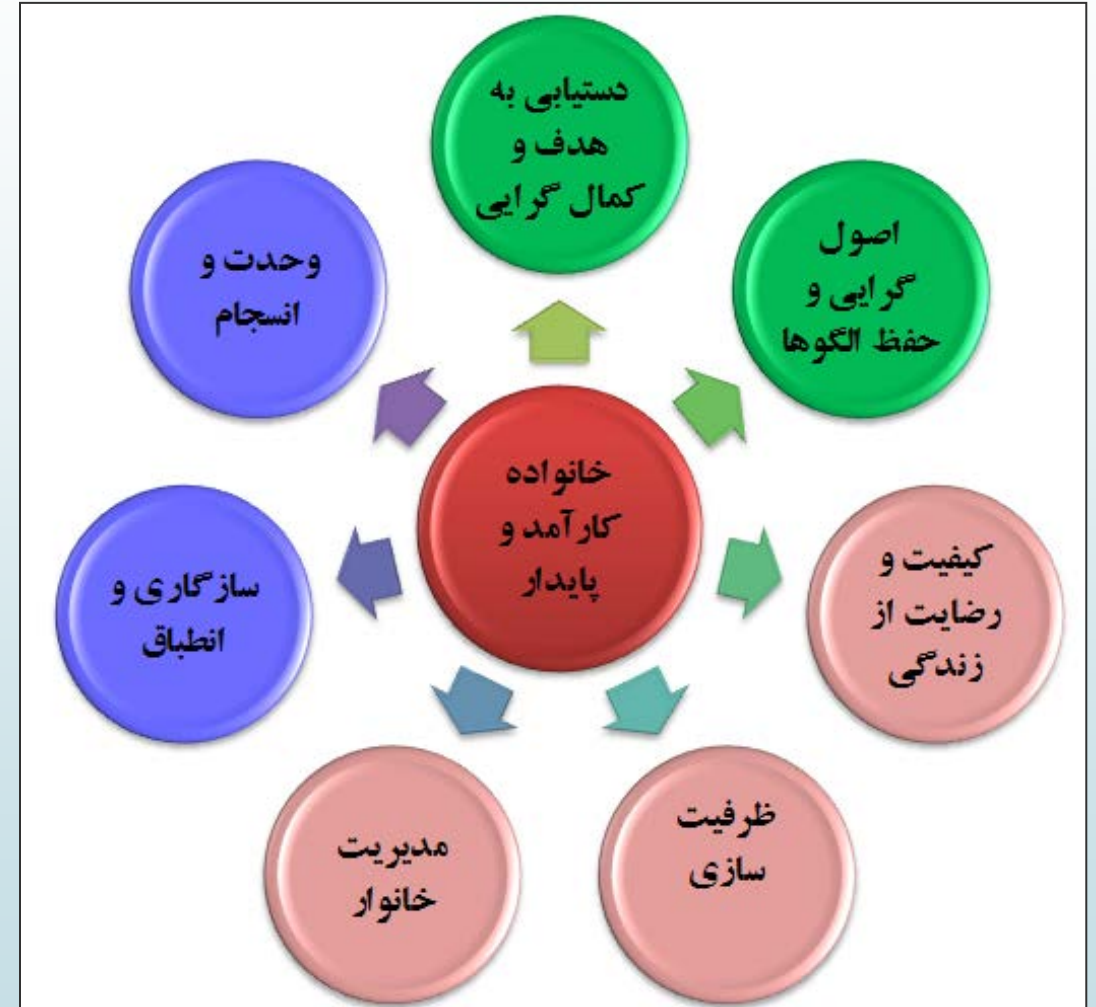 دستیابی به
هدف و
کمال گرایی
اصول
گرایی و
حفظ الگوها
کیفیت و
رضایت از
زندگی
ظرفیت
سازی
مدیریت
خانوار
سازگاری و
انطباق
وحدت و
انسجام
خانواده
کارآمد و
پایدار